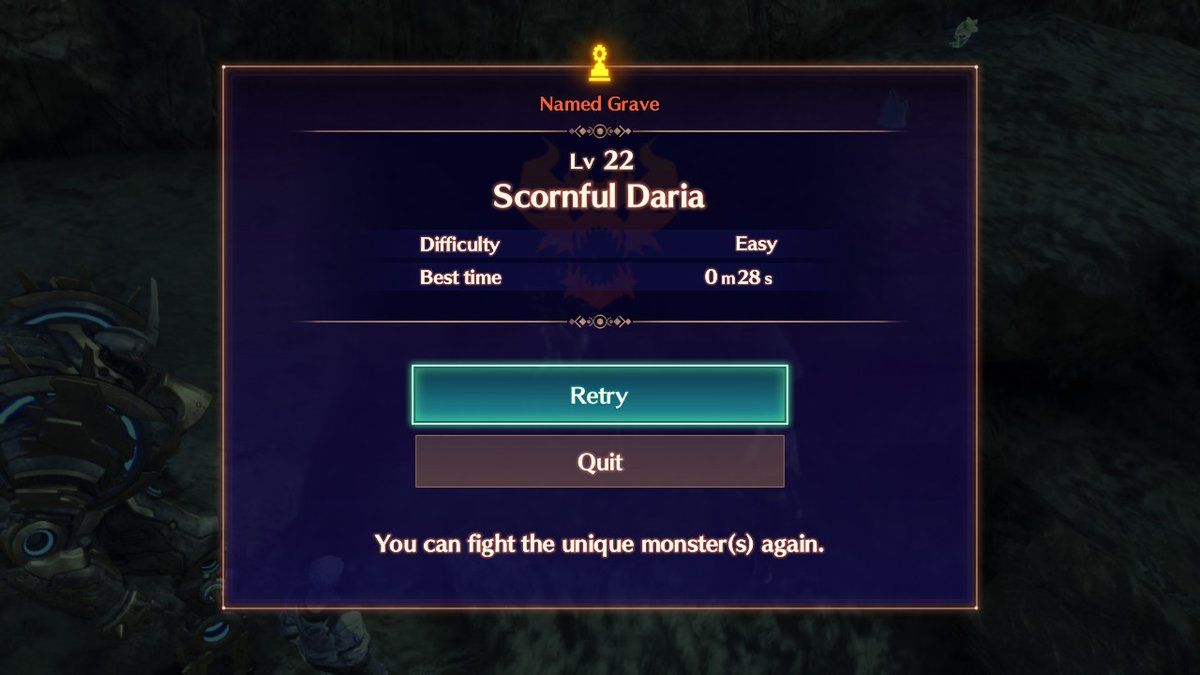 Named Grave
Lv 22
Scornful Daria
Difficulty Easy
Best time 0 m 28 s
Retry
Quit
You can fight the unique monster(s) again.